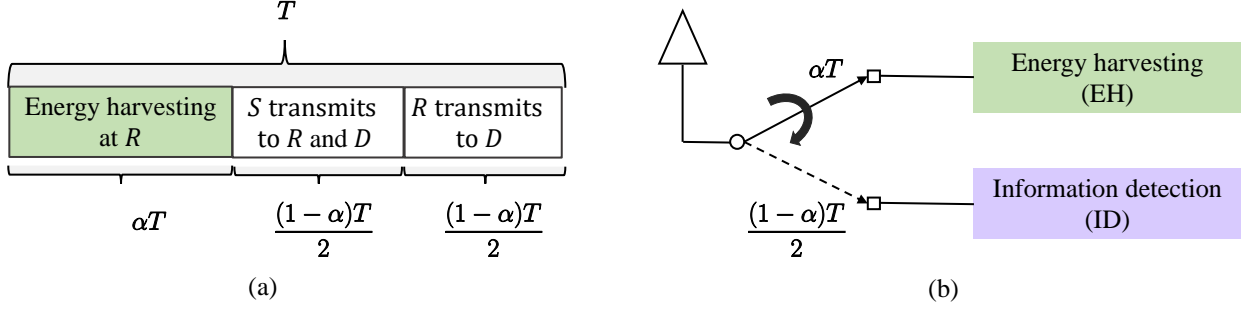 T
Energy harvesting
at R
S transmits
to R and D
R transmits
to D
αT
(1 − α)T
2
(1 − α)T
2
(a)
αT
(1 − α)T
2
Energy harvesting
(EH)
Information detection
(ID)
(b)